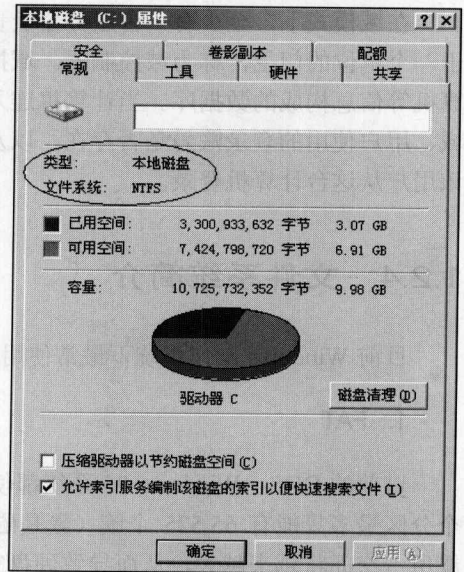 本地磁盘 (C:) 属性
安全 卷影副本 配额
常规 工具 硬件 共享
类型: 本地磁盘
文件系统: NTFS
已用空间: 3,300,933,632 字节 3.07 GB
可用空间: 7,424,798,720 字节 6.91 GB
容量: 10,725,732,352 字节 9.98 GB
驱动器 C
磁盘清理(D)
压缩驱动器以节约磁盘空间(C)
允许索引服务编制该磁盘的索引以便快速搜索文件(I)
确定 取消 应用(A)